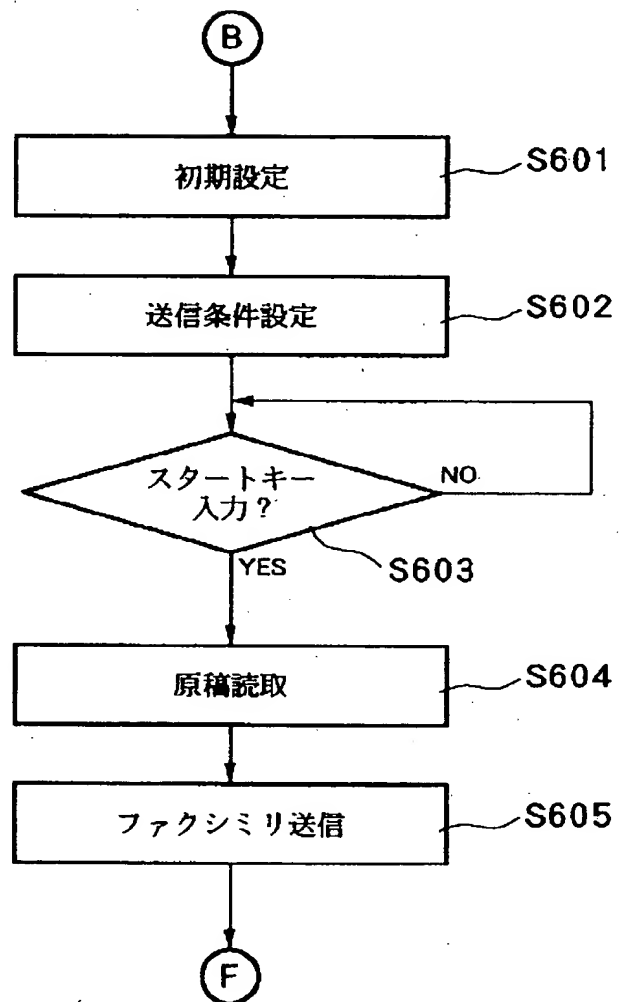 B
初期設定
S601
送信条件設定
S602
スタートキー
入力?
NO
YES
S603
原稿読取
S604
ファクシミリ送信
S605
F